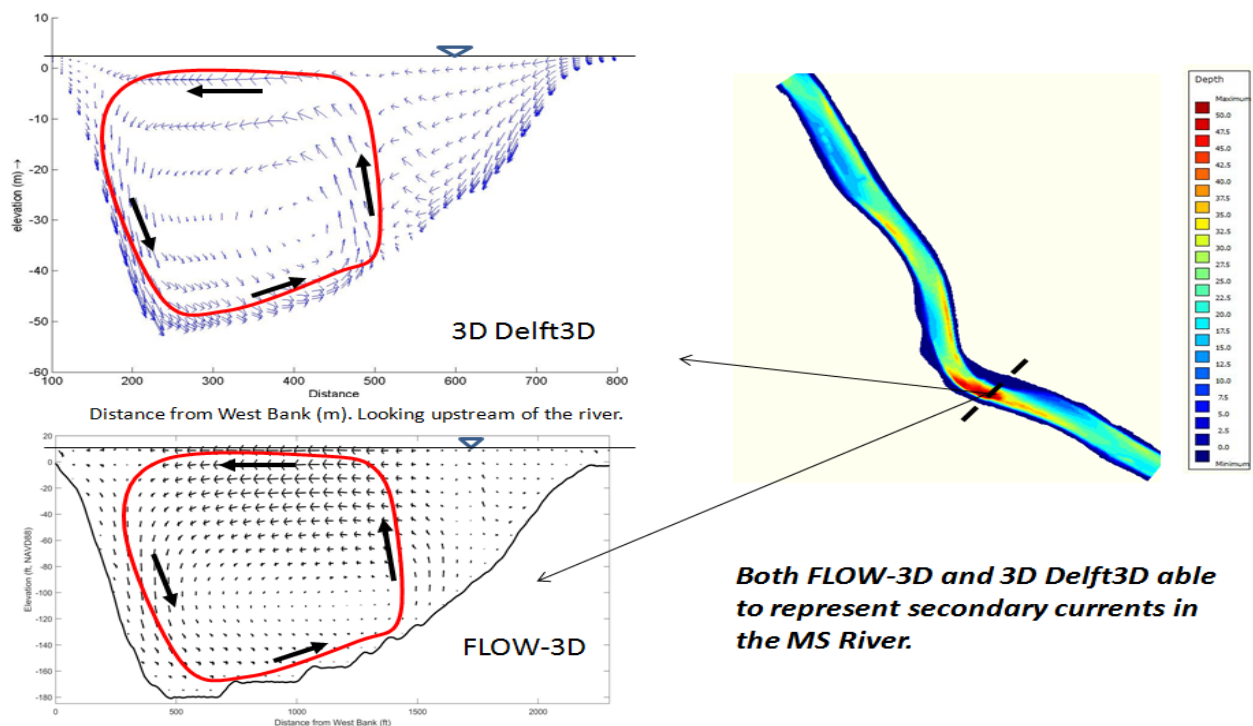 10
0
-10
-20
-30
-40
-50
-60
elevation (m) →
100 200 300 400 500 600 700 800
Distance
3D Delft3D
Distance from West Bank (m). Looking upstream of the river.
20
0
-20
-40
-60
-80
-100
-120
-140
-160
-180
Elevation (ft, NAVD88)
0 500 1000 1500 2000
Distance from West Bank (ft)
FLOW-3D
Depth
Maximum
50.0
47.5
45.0
42.5
40.0
37.5
35.0
32.5
30.0
27.5
25.0
22.5
20.0
17.5
15.0
12.5
10.0
7.5
5.0
2.5
0.0
Minimum
Both FLOW-3D and 3D Delft3D able
to represent secondary currents in
the MS River.